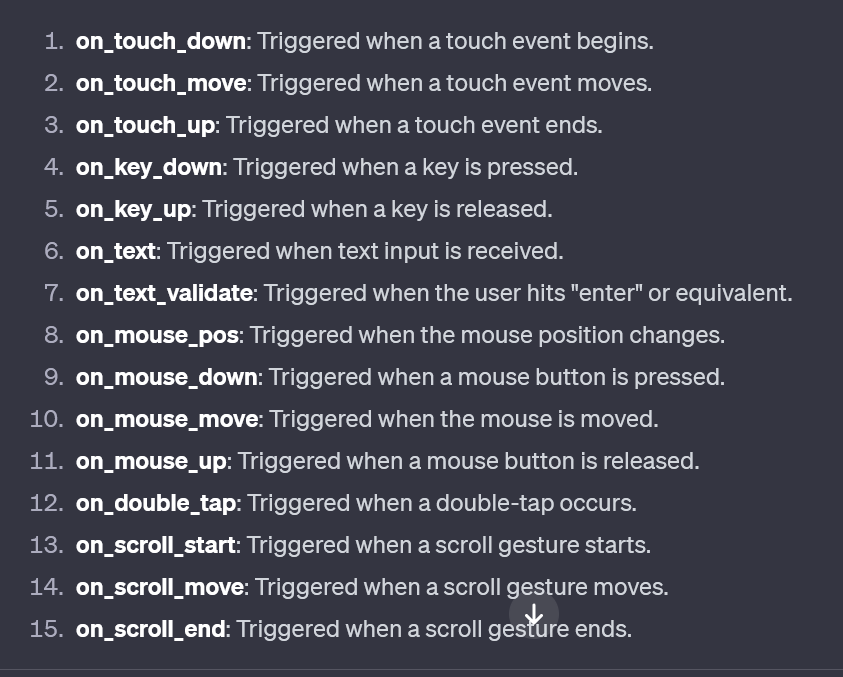 1. on_touch_down: Triggered when a touch event begins.
2. on_touch_move: Triggered when a touch event moves.
3. on_touch_up: Triggered when a touch event ends.
4. on_key_down: Triggered when a key is pressed.
5. on_key_up: Triggered when a key is released.
6. on_text: Triggered when text input is received.
7. on_text_validate: Triggered when the user hits "enter" or equivalent.
8. on_mouse_pos: Triggered when the mouse position changes.
9. on_mouse_down: Triggered when a mouse button is pressed.
10. on_mouse_move: Triggered when the mouse is moved.
11. on_mouse_up: Triggered when a mouse button is released.
12. on_double_tap: Triggered when a double-tap occurs.
13. on_scroll_start: Triggered when a scroll gesture starts.
14. on_scroll_move: Triggered when a scroll gesture moves.
15. on_scroll_end: Triggered when a scroll gesture ends.